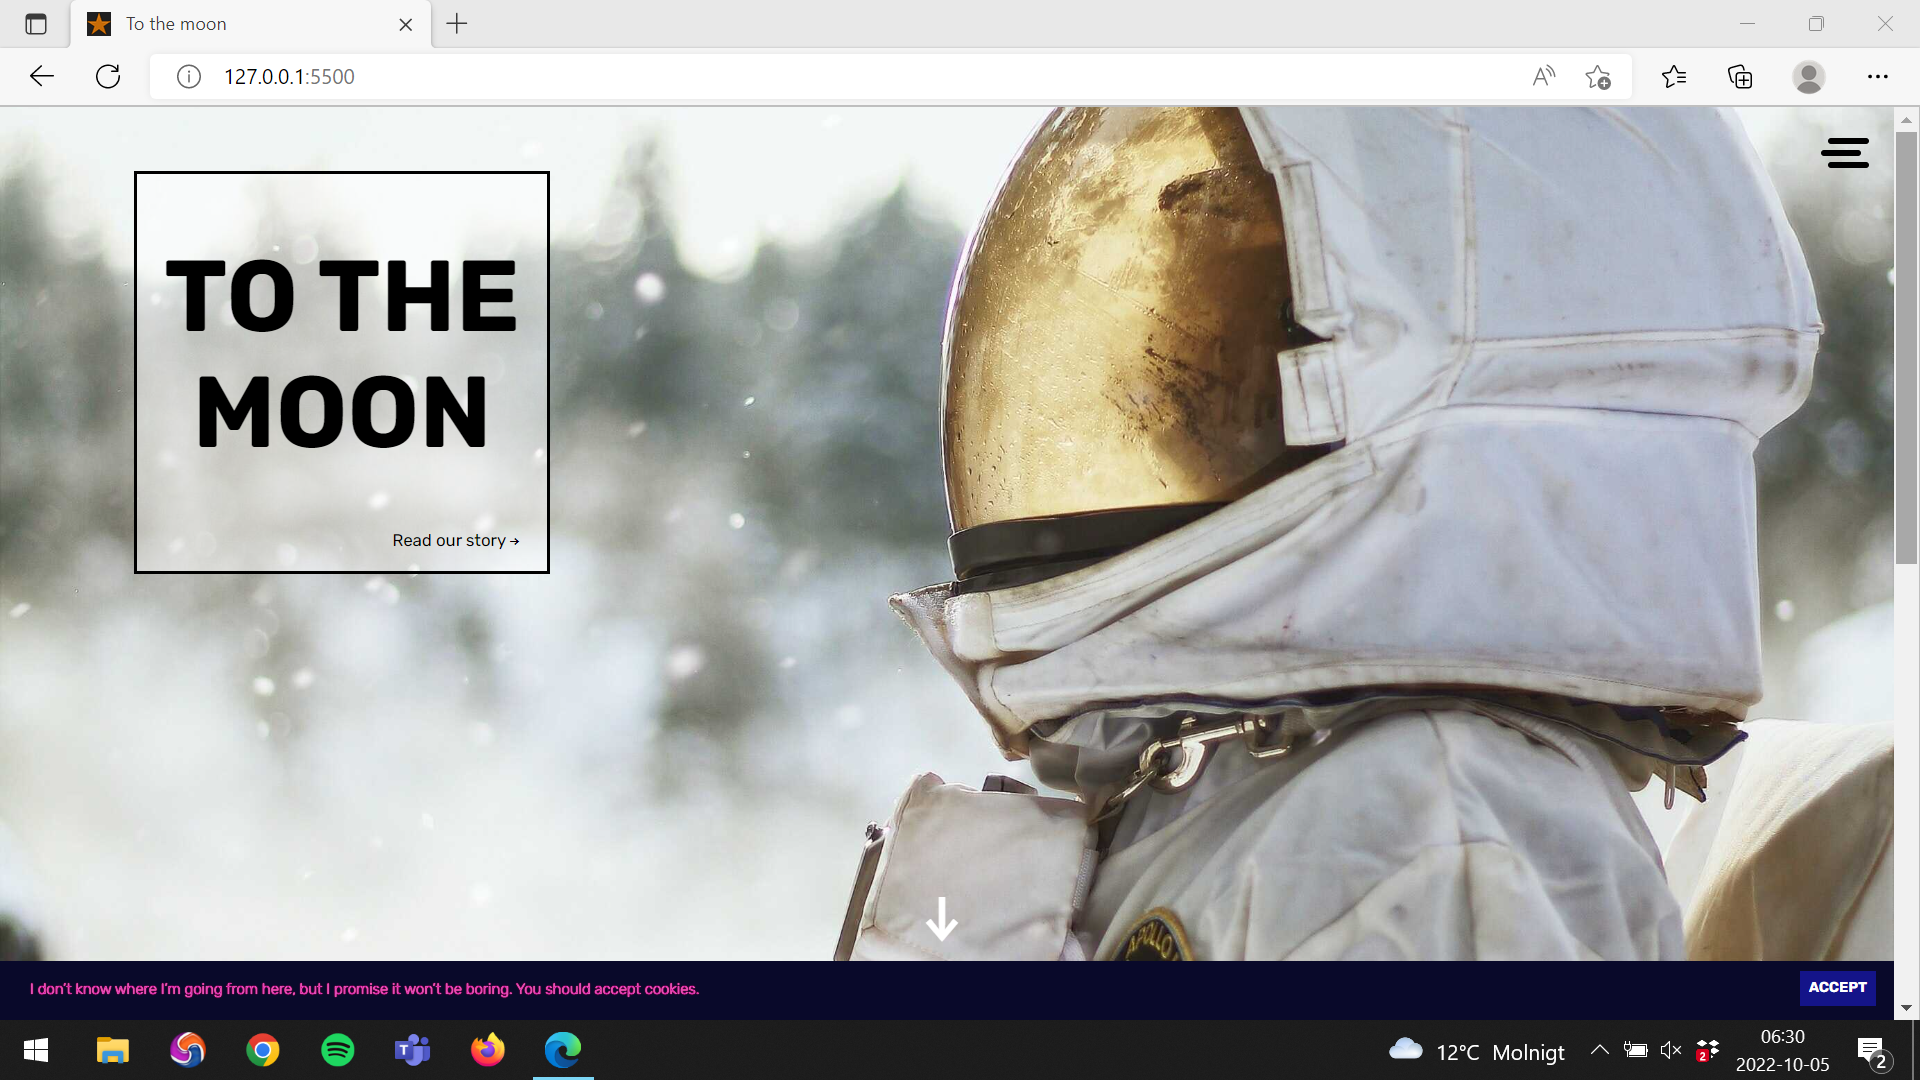 To the moon
127.0.0.1:5500
TO THE
MOON
Read our story →
APOLLO
I don't know where I'm going from here, but I promise it won't be boring. You should accept cookies.
ACCEPT
12°C Molnigt
2
06:30
2022-10-05
2